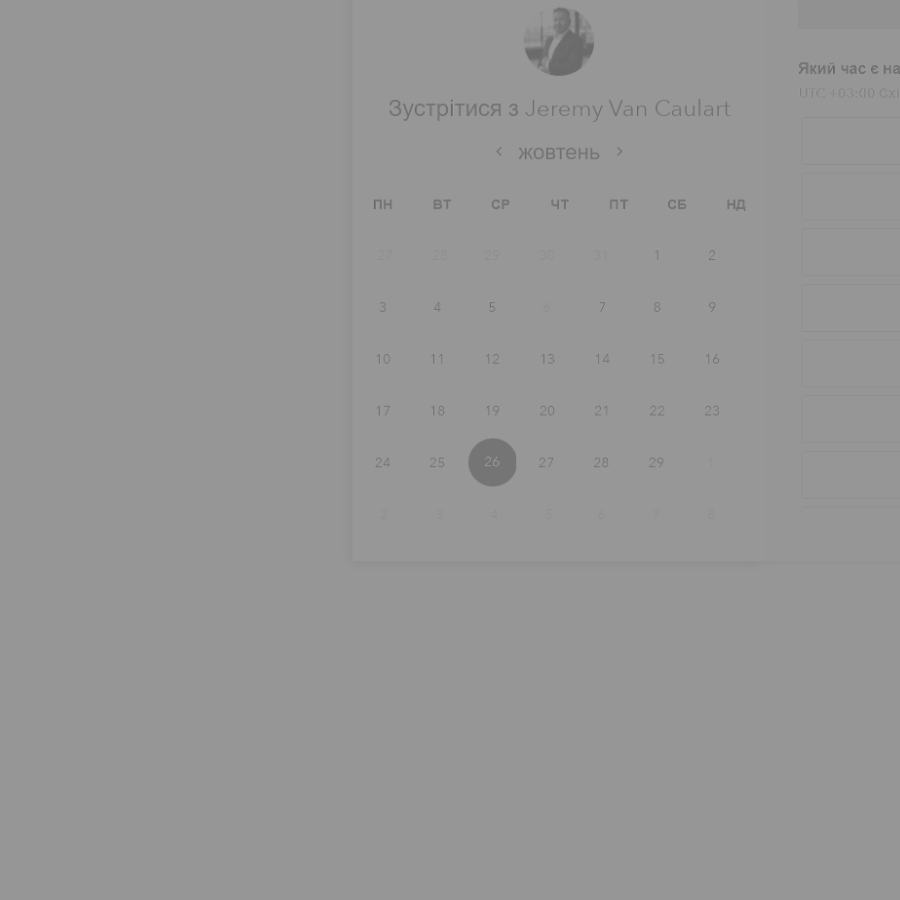 Зустрітися з Jeremy Van Caulart
< жовтень >
ПН ВТ СР ЧТ ПТ СБ НД
27 28 29 30 31 1 2
3 4 5 6 7 8 9
10 11 12 13 14 15 16
17 18 19 20 21 22 23
24 25 26 27 28 29 1
2 3 4 5 6 7 8
Який час є на
UTC +03:00 Схі